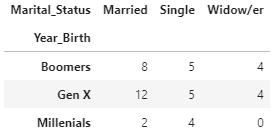 Marital_Status Married Single Widow/er
Year_Birth
Boomers 8 5 4
Gen X 12 5 4
Millenials 2 4 0